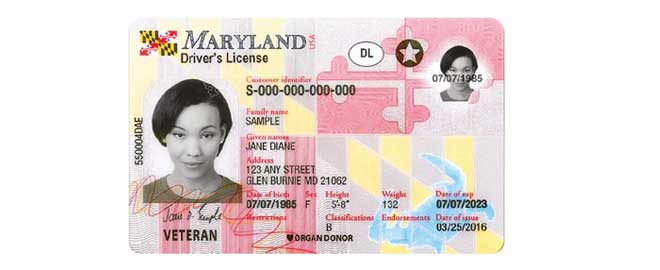 MARYLAND USA
Driver's License
DL
07/07/1985
Customer identifier
S-000-000-000-000
Family name
SAMPLE
Given names
JANE DIANE
Address
123 ANY STREET
GLEN BURNIE MD 21062
Date of birth Sex Height Weight Date of exp
07/07/1985 F 5'-8" 132 07/07/2023
Restrictions Classifications Endorsements Date of issue
B 03/25/2016
550004DAE
Jane D. Sample
VETERAN
ORGAN DONOR